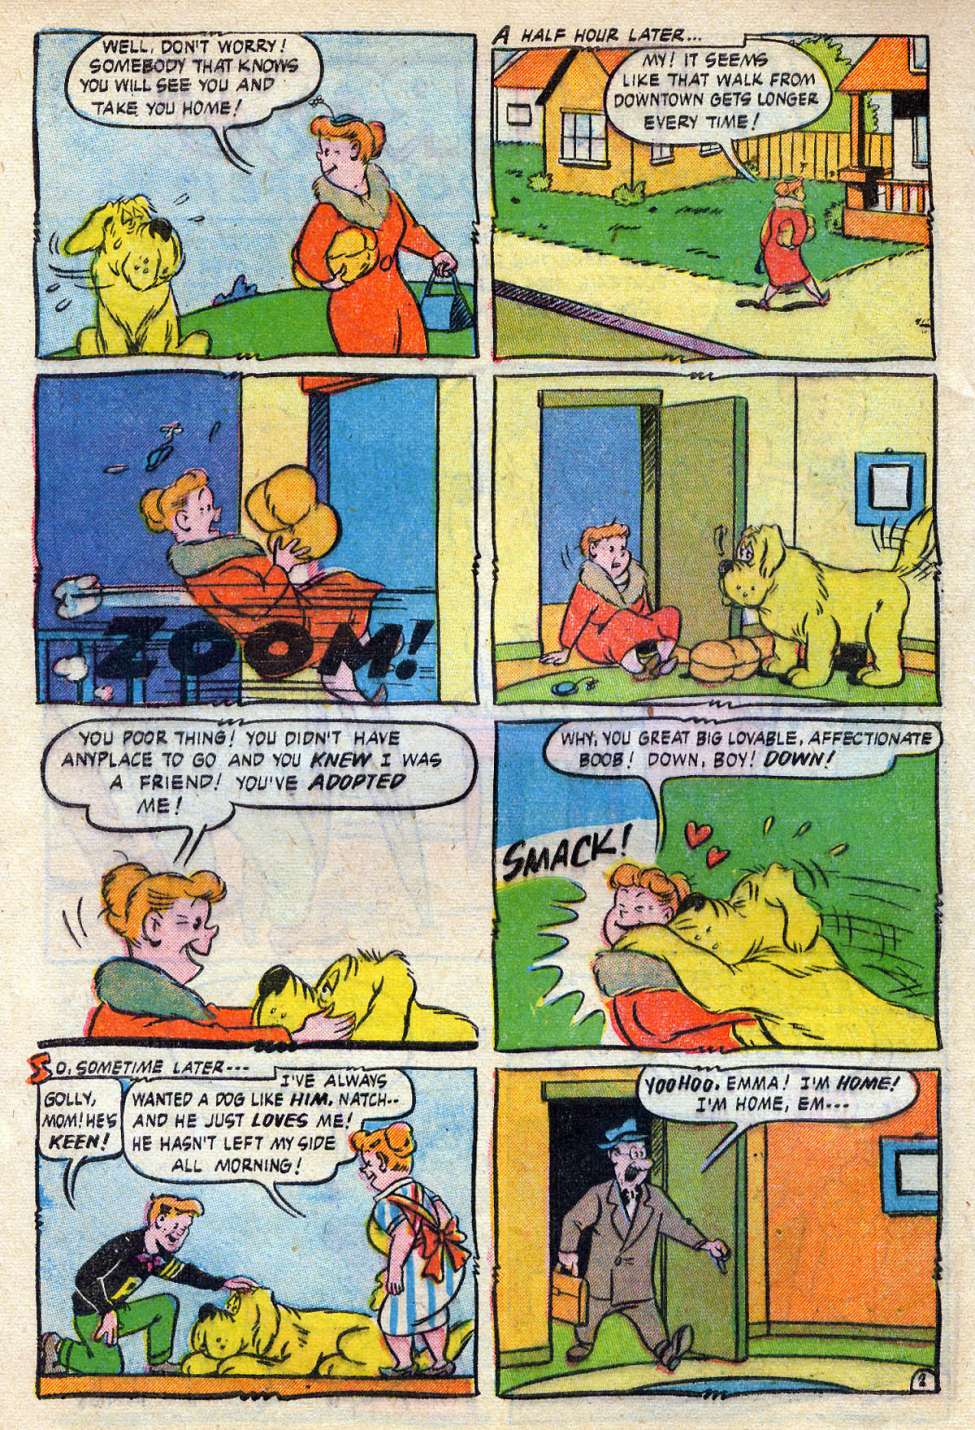 WELL, DON'T WORRY!
SOMEBODY THAT KNOWS
YOU WILL SEE YOU AND
TAKE YOU HOME!
A HALF HOUR LATER...
MY! IT SEEMS
LIKE THAT WALK FROM
DOWNTOWN GETS LONGER
EVERY TIME!
ZOOM!
YOU POOR THING! YOU DIDN'T HAVE
ANYPLACE TO GO AND YOU KNEW I WAS
A FRIEND! YOU'VE ADOPTED
ME!
WHY, YOU GREAT BIG LOVABLE, AFFECTIONATE
BOOB! DOWN, BOY! DOWN!
SMACK!
SO, SOMETIME LATER---
GOLLY,
MOM! HE'S
KEEN!
I'VE ALWAYS
WANTED A DOG LIKE HIM, NATCH--
AND HE JUST LOVES ME!
HE HASN'T LEFT MY SIDE
ALL MORNING!
YOO HOO, EMMA! I'M HOME!
I'M HOME, EM---
2